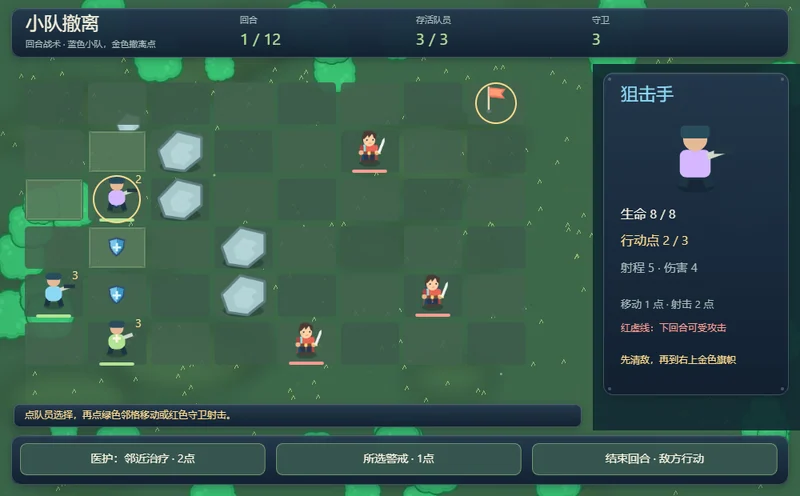 小队撤离
回合战术 · 蓝色小队，金色撤离点
回合
1 / 12
存活队员
3 / 3
守卫
3
狙击手
2
生命 8 / 8
行动点 2 / 3
射程 5 · 伤害 4
3
移动 1 点 · 射击 2 点
红虚线：下回合可受攻击
3
先清敌，再到右上金色旗帜
点队员选择，再点绿色邻格移动或红色守卫射击。
医护：邻近治疗 · 2点
所选警戒 · 1点
结束回合 · 敌方行动